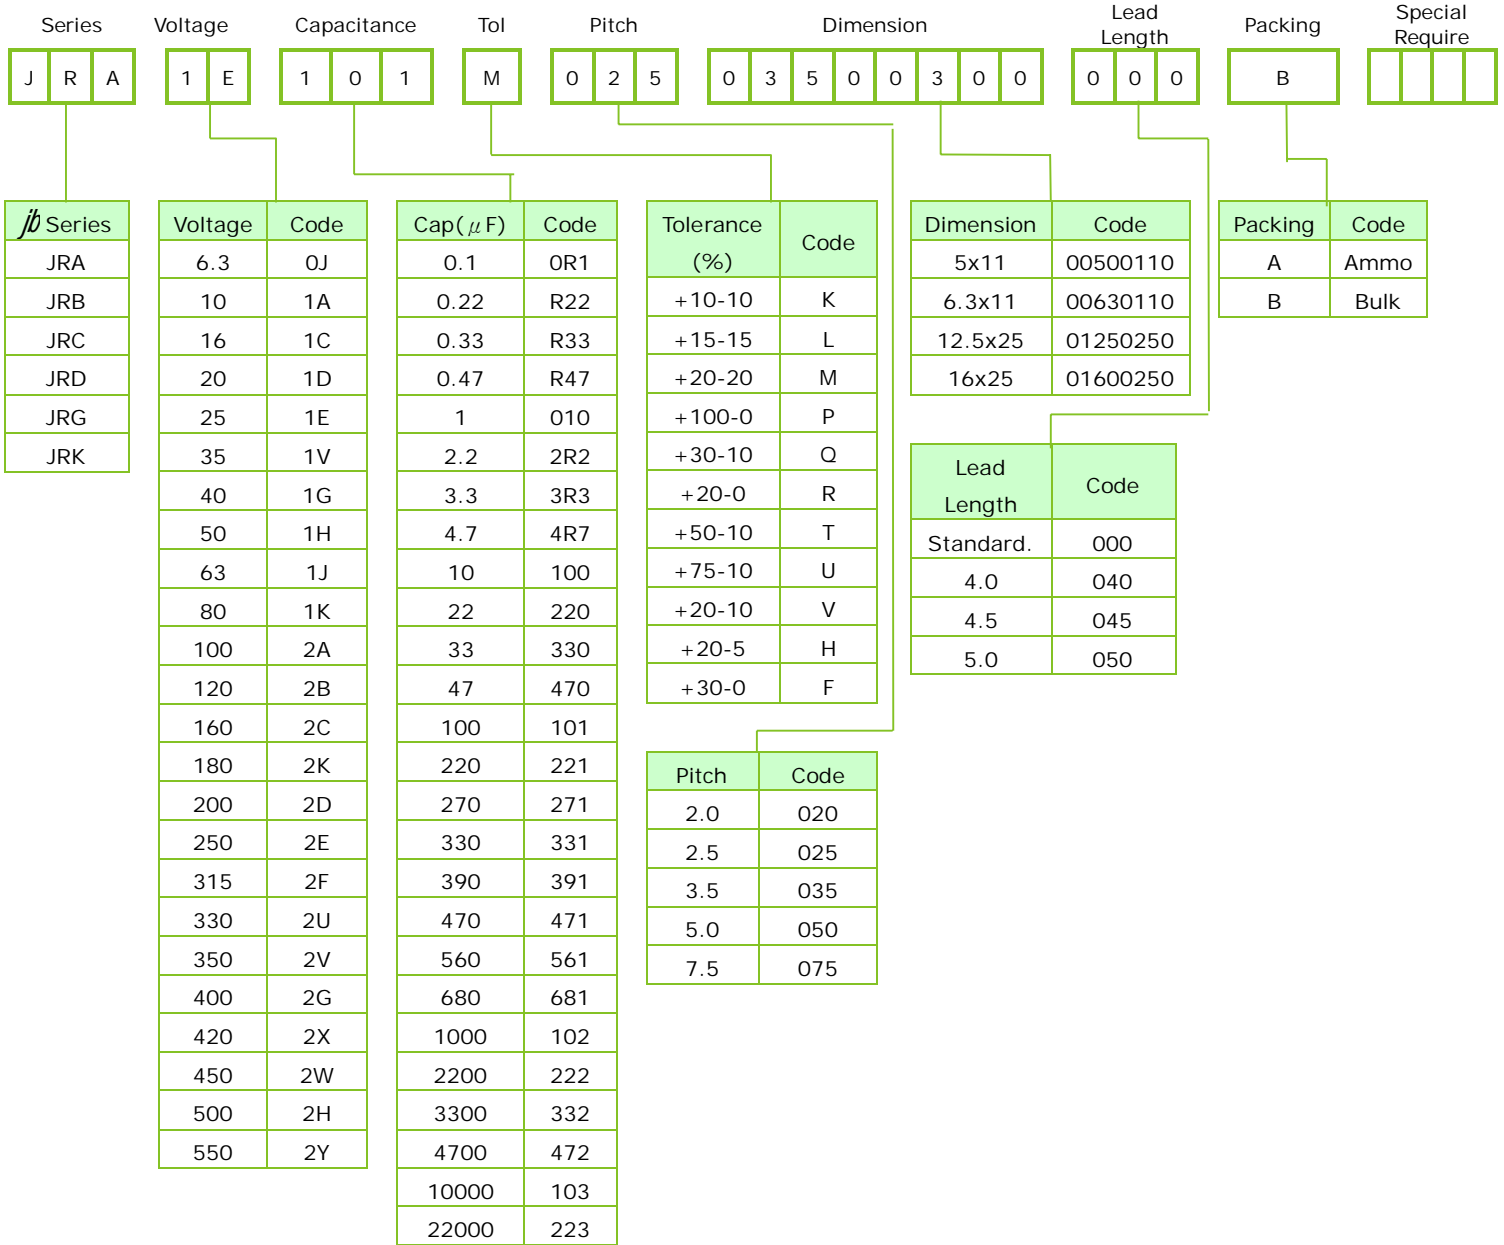 Series Voltage Capacitance Tol Pitch Dimension Lead Length Packing Special Require
J R A 1 E 1 0 1 M 0 2 5 0 3 5 0 0 3 0 0 0 0 0 B
jb Series
JRA
JRB
JRC
JRD
JRG
JRK
Voltage Code
6.3 0J
10 1A
16 1C
20 1D
25 1E
35 1V
40 1G
50 1H
63 1J
80 1K
100 2A
120 2B
160 2C
180 2K
200 2D
250 2E
315 2F
330 2U
350 2V
400 2G
420 2X
450 2W
500 2H
550 2Y
Cap(μF) Code
0.1 0R1
0.22 R22
0.33 R33
0.47 R47
1 010
2.2 2R2
3.3 3R3
4.7 4R7
10 100
22 220
33 330
47 470
100 101
220 221
270 271
330 331
390 391
470 471
560 561
680 681
1000 102
2200 222
3300 332
4700 472
10000 103
22000 223
Tolerance (%) Code
+10-10 K
+15-15 L
+20-20 M
+100-0 P
+30-10 Q
+20-0 R
+50-10 T
+75-10 U
+20-10 V
+20-5 H
+30-0 F
Pitch Code
2.0 020
2.5 025
3.5 035
5.0 050
7.5 075
Dimension Code
5x11 00500110
6.3x11 00630110
12.5x25 01250250
16x25 01600250
Lead Length Code
Standard. 000
4.0 040
4.5 045
5.0 050
Packing Code
A Ammo
B Bulk